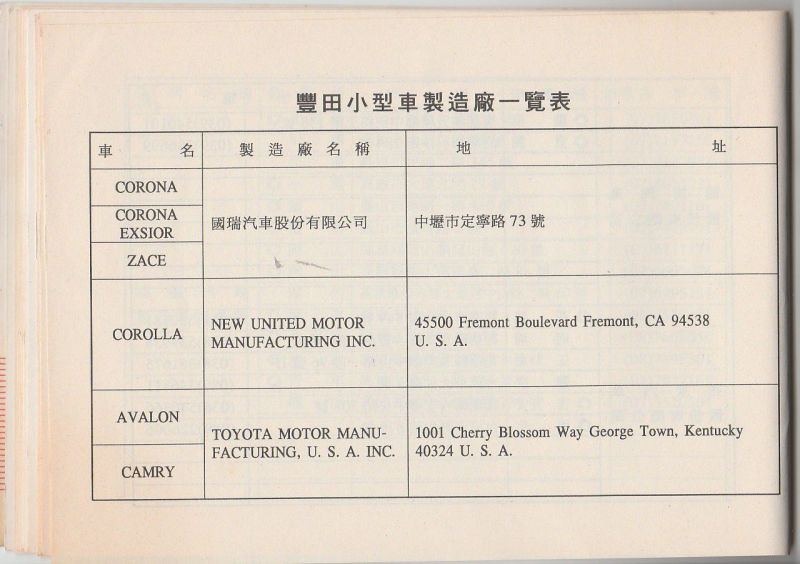 豐田小型車製造廠一覽表
車 名 製造廠名稱 地 址
CORONA
CORONA
EXSIOR
ZACE
國瑞汽車股份有限公司
中壢市定寧路 73 號
COROLLA
NEW UNITED MOTOR
MANUFACTURING INC.
45500 Fremont Boulevard Fremont, CA 94538
U. S. A.
AVALON
CAMRY
TOYOTA MOTOR MANU-
FACTURING, U. S. A. INC.
1001 Cherry Blossom Way George Town, Kentucky
40324 U. S. A.